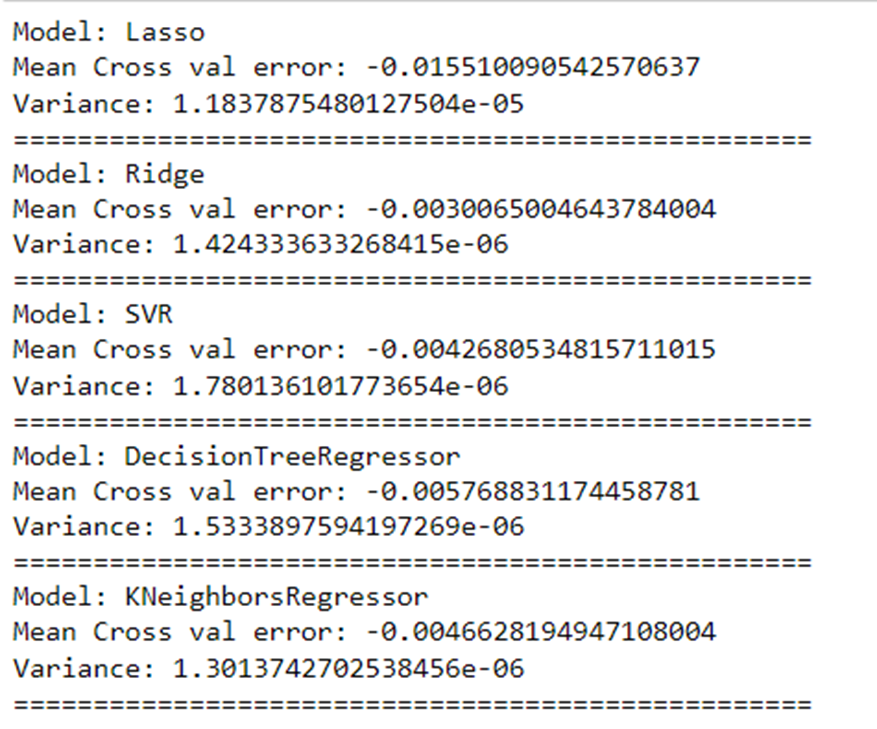 Model: Lasso
Mean Cross val error: -0.015510090542570637
Variance: 1.1837875480127504e-05
==================================================
Model: Ridge
Mean Cross val error: -0.0030065004643784004
Variance: 1.424333633268415e-06
==================================================
Model: SVR
Mean Cross val error: -0.0042680534815711015
Variance: 1.780136101773654e-06
==================================================
Model: DecisionTreeRegressor
Mean Cross val error: -0.005768831174458781
Variance: 1.5333897594197269e-06
==================================================
Model: KNeighborsRegressor
Mean Cross val error: -0.0046628194947108004
Variance: 1.3013742702538456e-06
==================================================